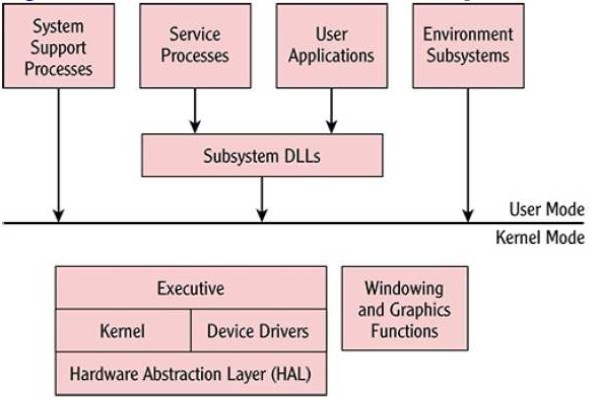 System
Support
Processes
Service
Processes
User
Applications
Environment
Subsystems
Subsystem DLLs
User Mode
Kernel Mode
Executive
Kernel
Device Drivers
Hardware Abstraction Layer (HAL)
Windowing
and Graphics
Functions